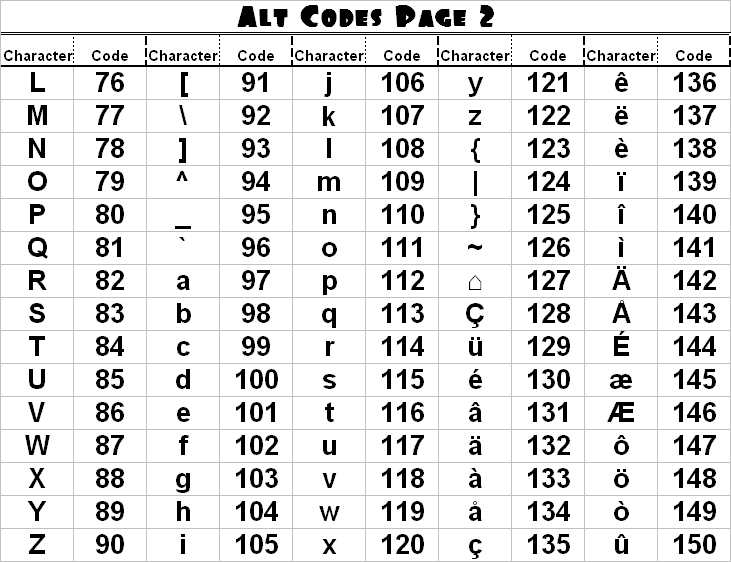 Alt Codes Page 2
Character Code Character Code Character Code Character Code Character Code
L 76 [ 91 j 106 y 121 ê 136
M 77 \ 92 k 107 z 122 ë 137
N 78 ] 93 l 108 { 123 è 138
O 79 ^ 94 m 109 | 124 ï 139
P 80 _ 95 n 110 } 125 î 140
Q 81 ` 96 o 111 ~ 126 ì 141
R 82 a 97 p 112 ⌂ 127 Ä 142
S 83 b 98 q 113 Ç 128 Å 143
T 84 c 99 r 114 ü 129 É 144
U 85 d 100 s 115 é 130 æ 145
V 86 e 101 t 116 â 131 Æ 146
W 87 f 102 u 117 ä 132 ô 147
X 88 g 103 v 118 à 133 ö 148
Y 89 h 104 w 119 å 134 ò 149
Z 90 i 105 x 120 ç 135 û 150